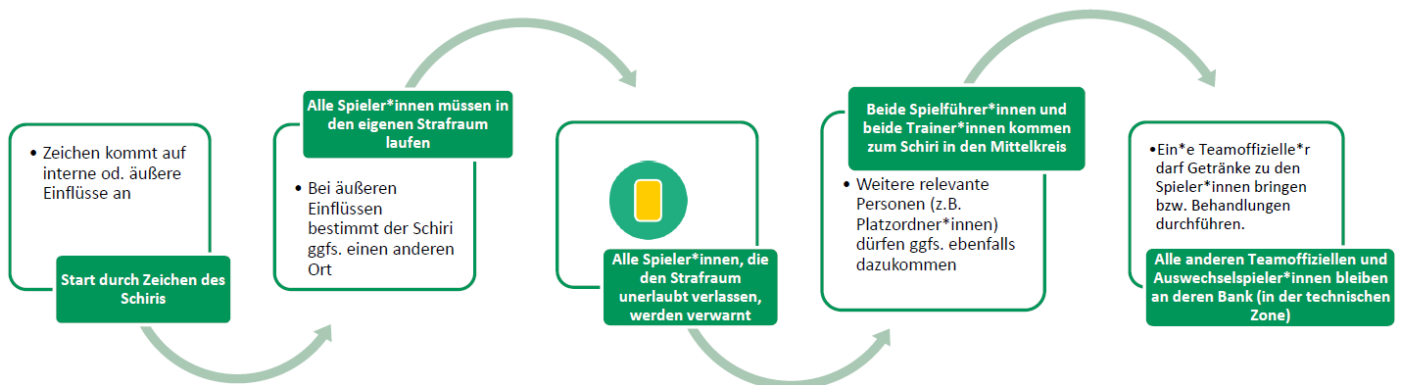 • Zeichen kommt auf
interne od. äußere
Einflüsse an
Start durch Zeichen des
Schiris
Alle Spieler*innen müssen in
den eigenen Strafraum
laufen
• Bei äußeren
Einflüssen
bestimmt der Schiri
ggfs. einen anderen
Ort
Alle Spieler*innen, die
den Strafraum
unerlaubt verlassen,
werden verwarnt
Beide Spielführer*innen und
beide Trainer*innen kommen
zum Schiri in den Mittelkreis
• Weitere relevante
Personen (z.B.
Platzordner*innen)
dürfen ggfs. ebenfalls
dazukommen
•Ein*e Teamoffizielle*r
darf Getränke zu den
Spieler*innen bringen
bzw. Behandlungen
durchführen.
Alle anderen Teamoffiziellen und
Auswechselspieler*innen bleiben
an deren Bank (in der technischen
Zone)